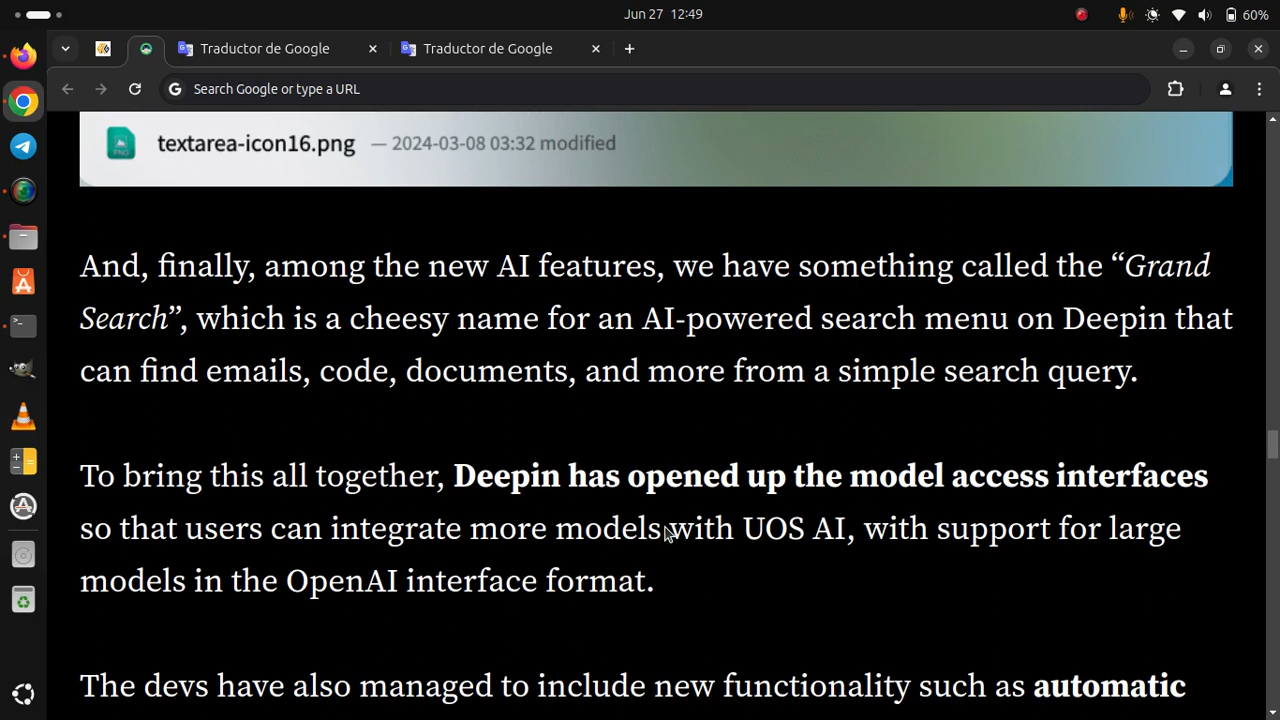 Jun 27 12:49
60%
Traductor de Google
Traductor de Google
Search Google or type a URL
PNG
textarea-icon16.png — 2024-03-08 03:32 modified
And, finally, among the new AI features, we have something called the “Grand
Search”, which is a cheesy name for an AI-powered search menu on Deepin that
can find emails, code, documents, and more from a simple search query.
To bring this all together, Deepin has opened up the model access interfaces
so that users can integrate more models with UOS AI, with support for large
models in the OpenAI interface format.
The devs have also managed to include new functionality such as automatic